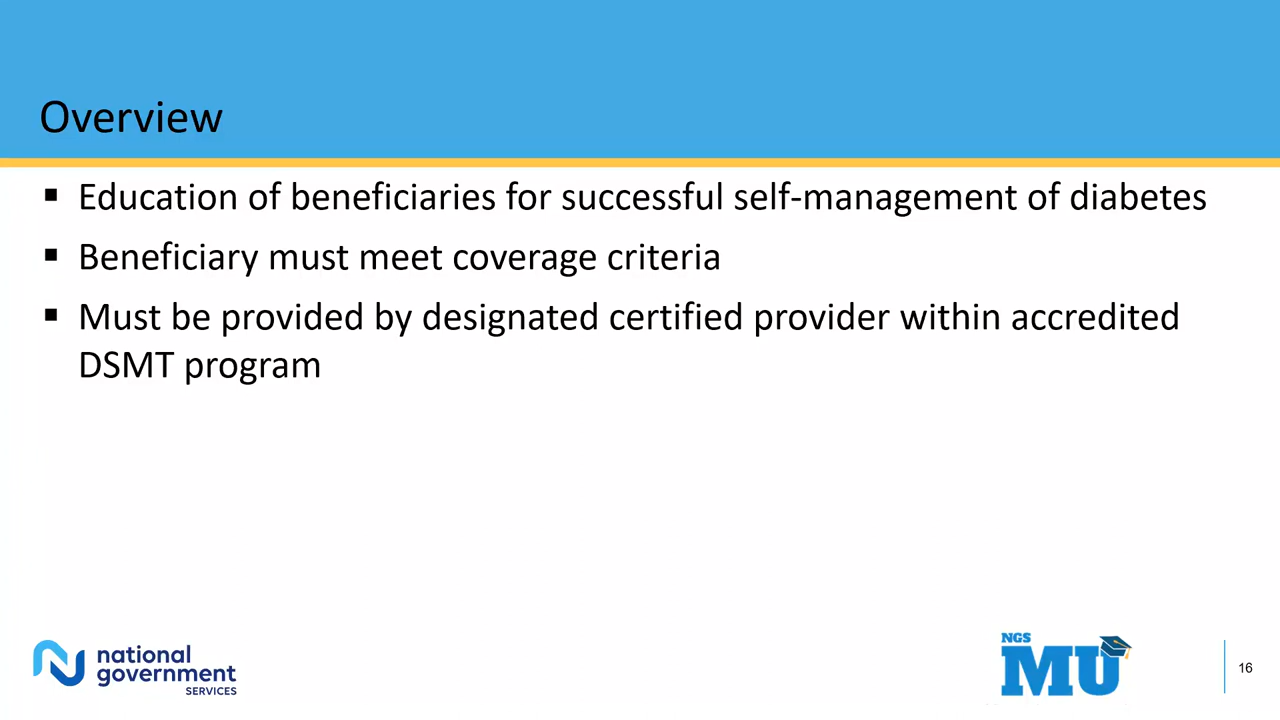 Overview
▪ Education of beneficiaries for successful self-management of diabetes
▪ Beneficiary must meet coverage criteria
▪ Must be provided by designated certified provider within accredited
DSMT program
national
government
SERVICES
NGS
MU
16